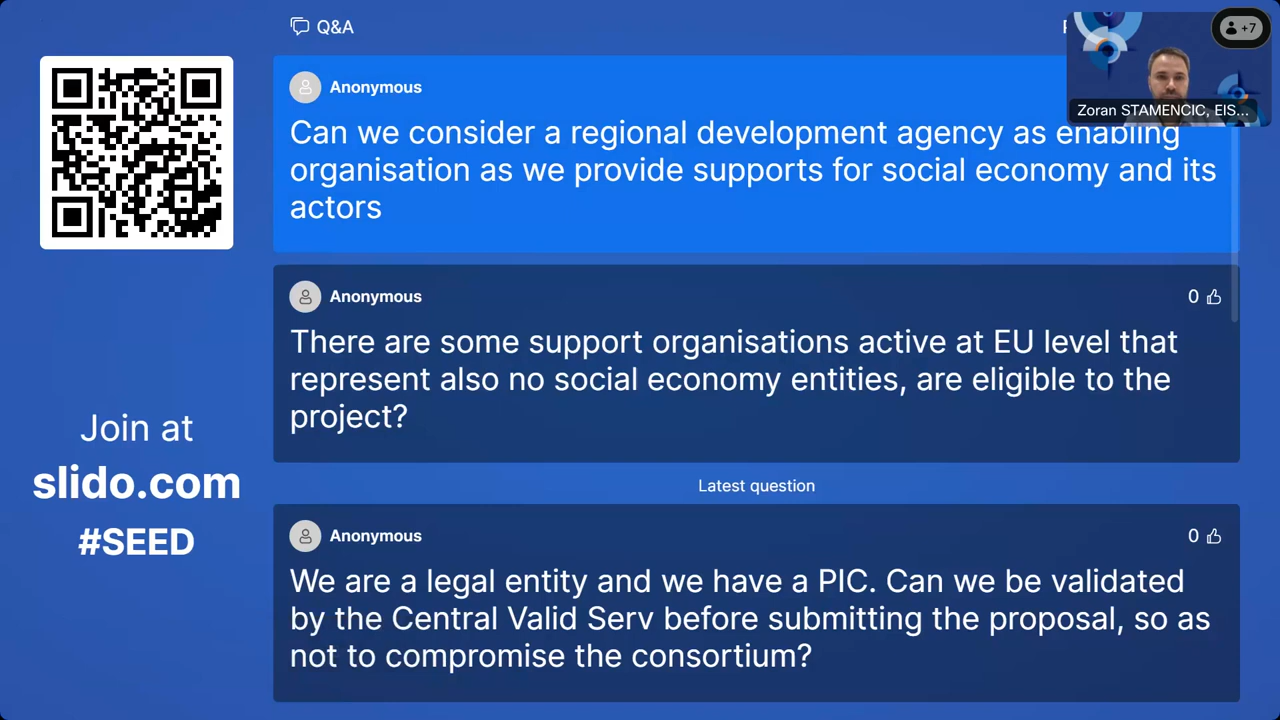 Q&A
Anonymous
Can we consider a regional development agency as enabling
organisation as we provide supports for social economy and its
actors
+7
Zoran STAMENCIC, EIS...
Anonymous
0
There are some support organisations active at EU level that
represent also no social economy entities, are eligible to the
project?
Latest question
Anonymous
0
We are a legal entity and we have a PIC. Can we be validated
by the Central Valid Serv before submitting the proposal, so as
not to compromise the consortium?
Join at
slido.com
#SEED